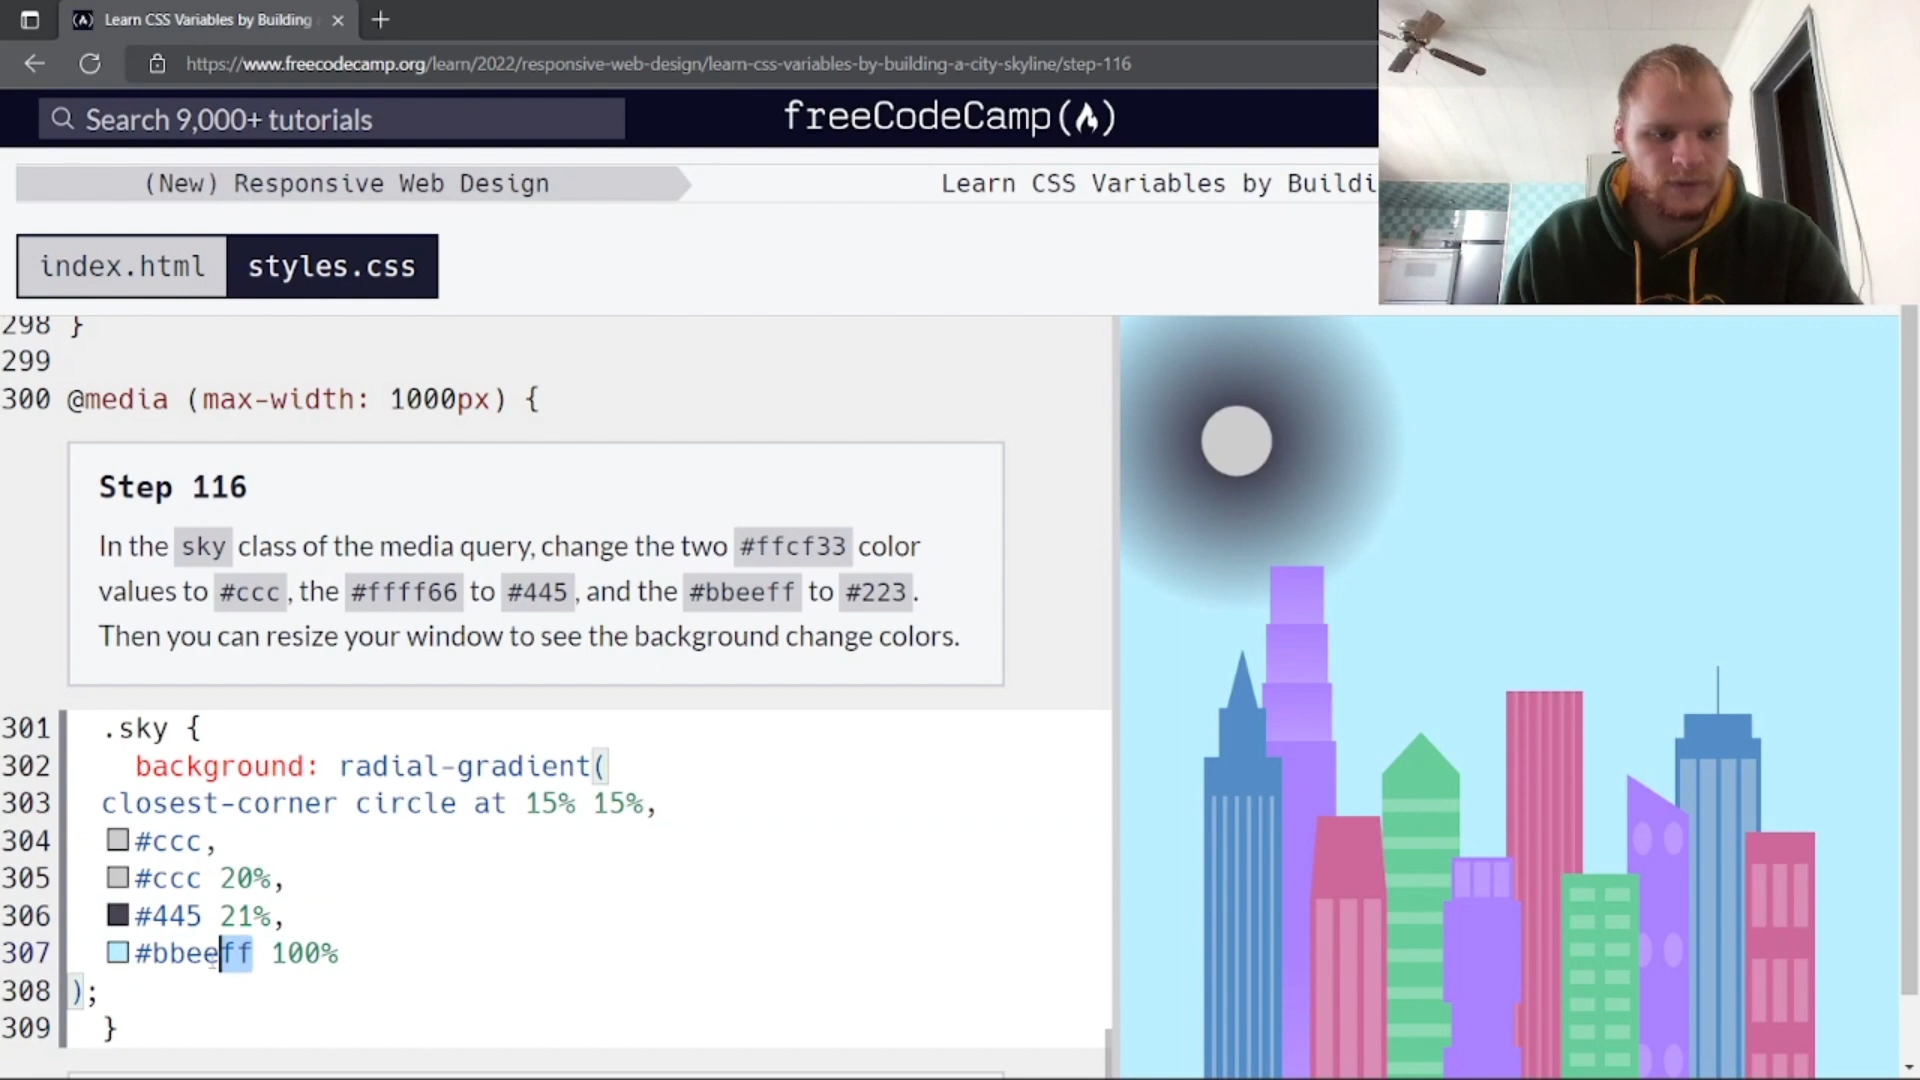 Learn CSS Variables by Building
https://www.freecodecamp.org/learn/2022/responsive-web-design/learn-css-variables-by-building-a-city-skyline/step-116
Search 9,000+ tutorials
freeCodeCamp
(New) Responsive Web Design
Learn CSS Variables by Buildi
index.html
styles.css
298 }
299
300 @media (max-width: 1000px) {
Step 116
In the sky class of the media query, change the two #ffcf33 color
values to #ccc, the #ffff66 to #445, and the #bbeeff to #223.
Then you can resize your window to see the background change colors.
301 .sky {
302 background: radial-gradient(
303 closest-corner circle at 15% 15%,
304 #ccc,
305 #ccc 20%,
306 #445 21%,
307 #bbeeff 100%
308 );
309 }